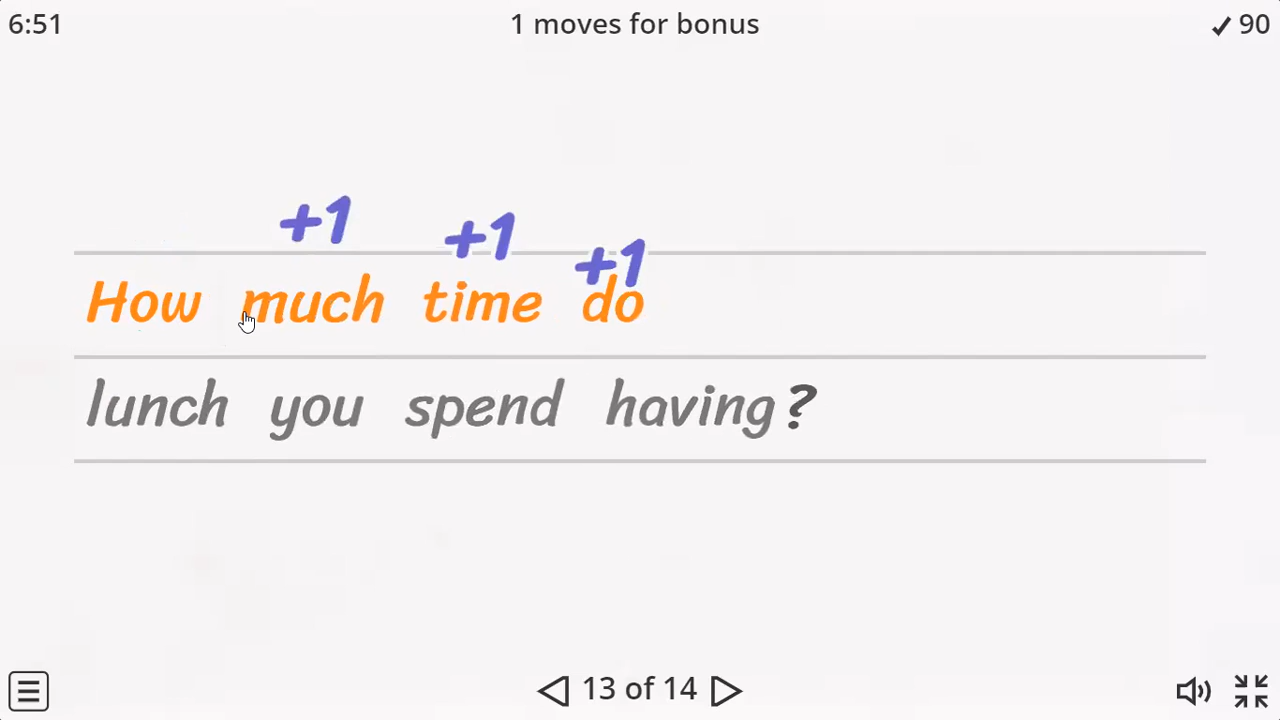 6:51 1 moves for bonus ✓ 90
+1 +1 +1
How much time do
lunch you spend having?
13 of 14